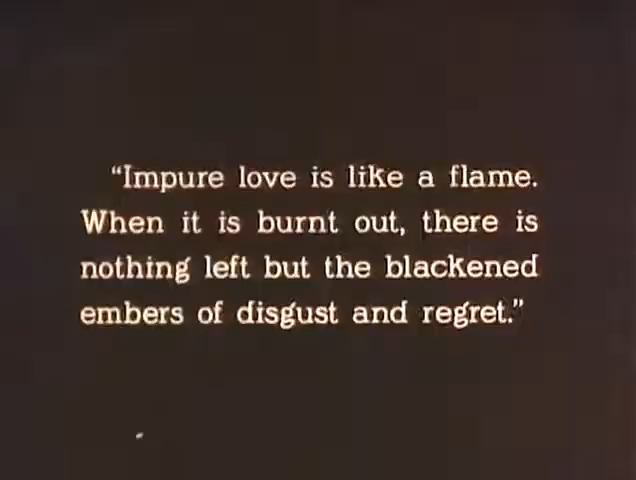 “Impure love is like a flame.
When it is burnt out, there is
nothing left but the blackened
embers of disgust and regret.”